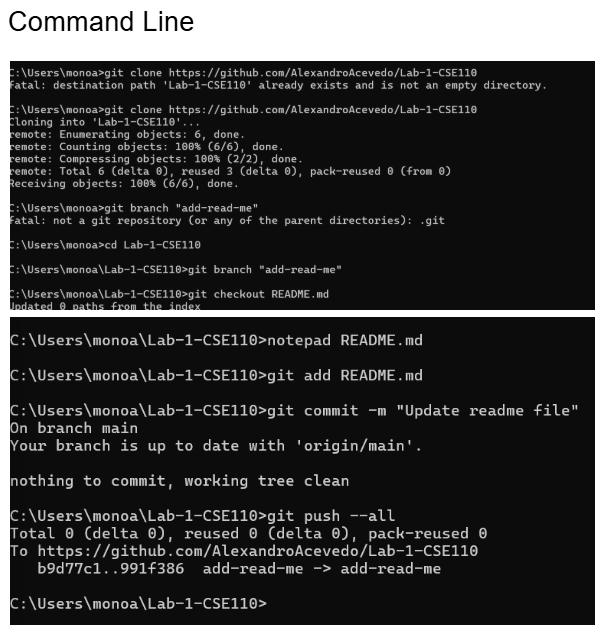 Command Line
C:\Users\monoa>git clone https://github.com/AlexandroAcevedo/Lab-1-CSE110
fatal: destination path 'Lab-1-CSE110' already exists and is not an empty directory.
C:\Users\monoa>git clone https://github.com/AlexandroAcevedo/Lab-1-CSE110
Cloning into 'Lab-1-CSE110'...
remote: Enumerating objects: 6, done.
remote: Counting objects: 100% (6/6), done.
remote: Compressing objects: 100% (2/2), done.
remote: Total 6 (delta 0), reused 3 (delta 0), pack-reused 0 (from 0)
Receiving objects: 100% (6/6), done.
C:\Users\monoa>git branch "add-read-me"
fatal: not a git repository (or any of the parent directories): .git
C:\Users\monoa>cd Lab-1-CSE110
C:\Users\monoa\Lab-1-CSE110>git branch "add-read-me"
C:\Users\monoa\Lab-1-CSE110>git checkout README.md
Updated 0 paths from the index
C:\Users\monoa\Lab-1-CSE110>notepad README.md
C:\Users\monoa\Lab-1-CSE110>git add README.md
C:\Users\monoa\Lab-1-CSE110>git commit -m "Update readme file"
On branch main
Your branch is up to date with 'origin/main'.
nothing to commit, working tree clean
C:\Users\monoa\Lab-1-CSE110>git push --all
Total 0 (delta 0), reused 0 (delta 0), pack-reused 0
To https://github.com/AlexandroAcevedo/Lab-1-CSE110
b9d77c1..991f386  add-read-me -> add-read-me
C:\Users\monoa\Lab-1-CSE110>